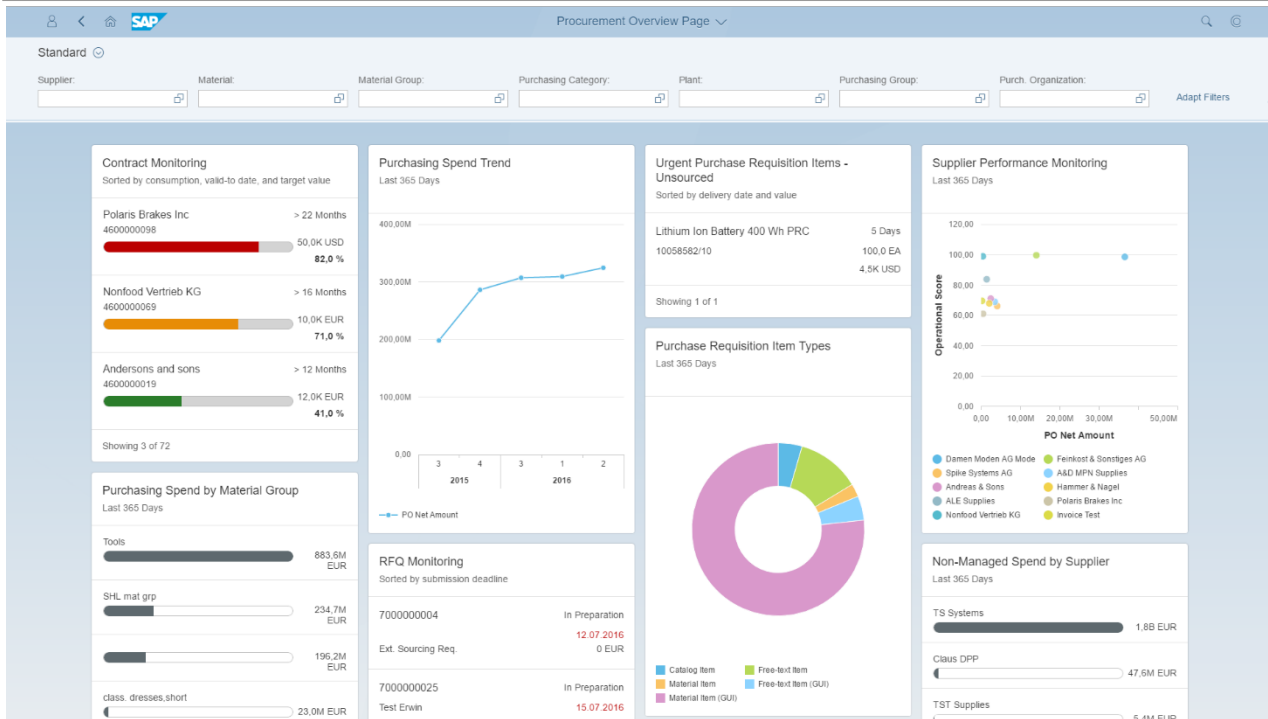 SAP
Procurement Overview Page
Standard
Supplier:
Material:
Material Group:
Purchasing Category:
Plant:
Purchasing Group:
Purch. Organization:
Adapt Filters
Contract Monitoring
Sorted by consumption, valid-to date, and target value
Polaris Brakes Inc
> 22 Months
4600000098
50,0K USD
82,0 %
Nonfood Vertrieb KG
> 16 Months
4600000069
10,0K EUR
71,0 %
Andersons and sons
> 12 Months
4600000019
12,0K EUR
41,0 %
Showing 3 of 72
Purchasing Spend by Material Group
Last 365 Days
Tools
883,6M
EUR
SHL mat grp
234,7M
EUR
196,2M
EUR
class. dresses,short
23,0M EUR
Purchasing Spend Trend
Last 365 Days
400,00M
300,00M
200,00M
100,00M
0,00
3 4 3 1 2
2015 2016
PO Net Amount
RFQ Monitoring
Sorted by submission deadline
7000000004
In Preparation
12.07.2016
Ext. Sourcing Req.
0 EUR
7000000025
In Preparation
Test Erwin
15.07.2016
Urgent Purchase Requisition Items -
Unsourced
Sorted by delivery date and value
Lithium Ion Battery 400 Wh PRC
5 Days
10058582/10
100,0 EA
4,5K USD
Showing 1 of 1
Purchase Requisition Item Types
Last 365 Days
Catalog Item
Free-text Item
Material Item
Free-text Item (GUI)
Material Item (GUI)
Supplier Performance Monitoring
Last 365 Days
Operational Score
120,00
100,00
80,00
60,00
40,00
20,00
0,00
0,00 10,00M 20,00M 30,00M 50,00M
PO Net Amount
Damen Moden AG Mode
Feinkost & Sonstiges AG
Spike Systems AG
A&D MPN Supplies
Andreas & Sons
Hammer & Nagel
ALE Supplies
Polaris Brakes Inc
Nonfood Vertrieb KG
Invoice Test
Non-Managed Spend by Supplier
Last 365 Days
TS Systems
1,8B EUR
Claus DPP
47,6M EUR
TST Supplies
5,4M EUR